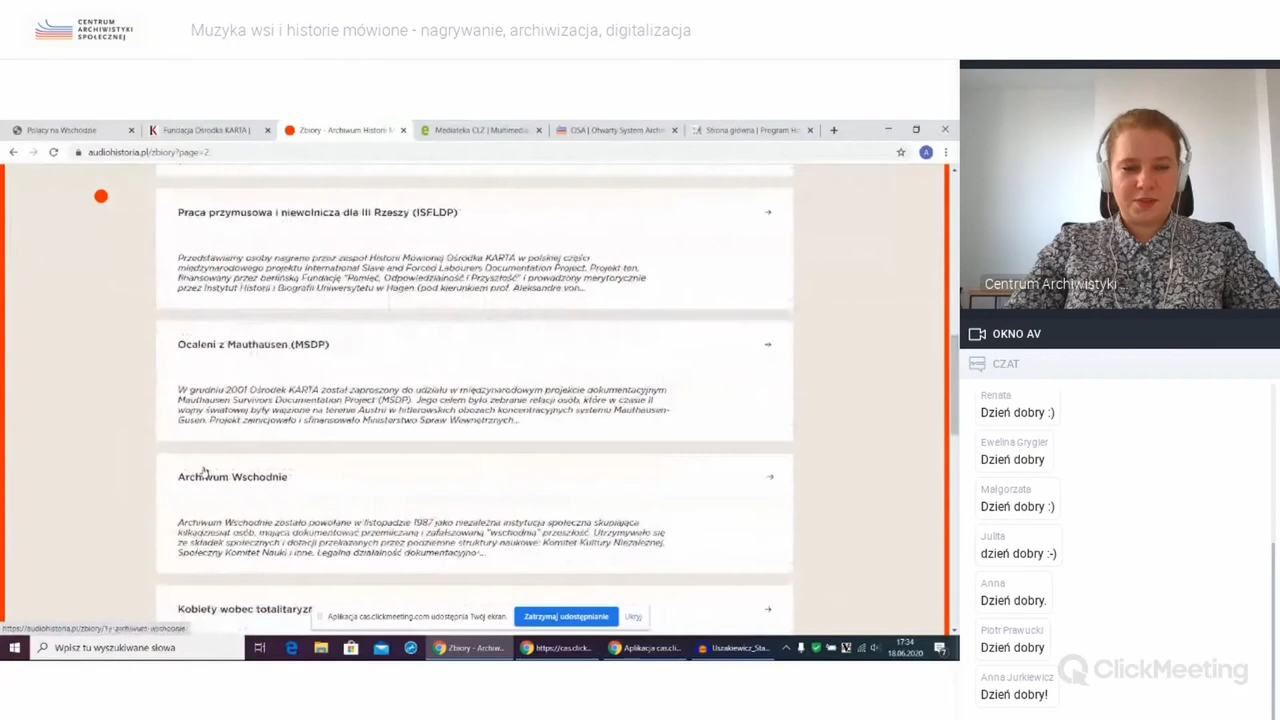 CENTRUM
ARCHIWISTYKI
SPOŁECZNEJ
Muzyka wsi i historie mówione - nagrywanie, archiwizacja, digitalizacja
Polacy na Wschodzie
Fundacja Ośrodka KARTA |
Zbiory - Archiwum Historii M
Mediateka CLZ | Multimedia
OSA | Otwarty System Archi
Strona główna | Program H
audiohistoria.pl/zbiory?page=2
Praca przymusowa i niewolnicza dla III Rzeszy (ISFLDP)
Przedstawiamy osoby nagrane przez zespół Historii Mówionej Ośrodka KARTA w polskiej części
międzynarodowego projektu International Slave and Forced Labourers Documentation Project. Projekt ten,
finansowany przez berlińską Fundację "Pamięć, Odpowiedzialność i Przyszłość" i prowadzony merytorycznie
przez Instytut Historii i Biografii Uniwersytetu w Hagen (pod kierunkiem prof. Aleksandra von...
Ocaleni z Mauthausen (MSDP)
W grudniu 2001 Ośrodek KARTA został zaproszony do udziału w międzynarodowym projekcie dokumentacyjnym
Mauthausen Survivors Documentation Project (MSDP). Jego celem było zebranie relacji osób, które w czasie II
wojny światowej były więzione na terenie Austrii w hitlerowskich obozach koncentracyjnych systemu Mauthausen-
Gusen. Projekt zainicjowało i sfinansowało Ministerstwo Spraw Wewnętrznych...
Archiwum Wschodnie
Archiwum Wschodnie zostało powołane w listopadzie 1987 jako niezależna instytucja społeczna skupiająca
kilkadziesiąt osób, mająca dokumentować przemilczaną i zafałszowaną "wschodnią" przeszłość. Utrzymywało się
ze składek społecznych i dotacji przekazanych przez podziemne struktury naukowe: Komitet Kultury Niezależnej,
Społeczny Komitet Nauki i inne. Legalna działalność dokumentacyjno-...
Kobiety wobec totalitaryzm
Aplikacja cas.clickmeeting.com udostępnia Twój ekran.
Zatrzymaj udostępnianie
Ukryj
Wpisz tu wyszukiwane słowa
Zbiory - Archiw...
https://cas.click...
Aplikacja cas.cli...
Uszakiewicz_Sta...
17:34
18.06.2020
Centrum Archiwistyki ...
OKNO AV
CZAT
Renata
Dzień dobry :)
Ewelina Grygier
Dzień dobry
Małgorzata
Dzień dobry :)
Julita
dzień dobry :-)
Anna
Dzień dobry.
Piotr Prawucki
Dzień dobry
Anna Jurkiewicz
Dzień dobry!
ClickMeeting